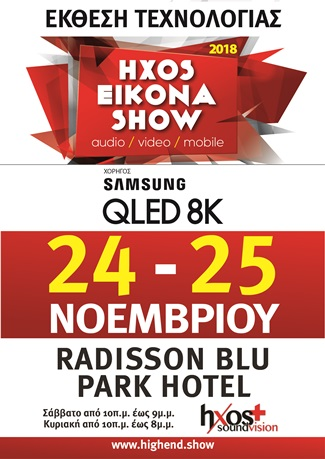 ΕΚΘΕΣΗ ΤΕΧΝΟΛΟΓΙΑΣ
2018
ΗΧΟΣ
ΕΙΚΟΝΑ
SHOW
audio / video / mobile
ΧΟΡΗΓΟΣ
SAMSUNG
QLED 8K
24 - 25
ΝΟΕΜΒΡΙΟΥ
RADISSON BLU
PARK HOTEL
Σάββατο από 10π.μ. έως 9μ.μ.
Κυριακή από 10π.μ. έως 8μ.μ.
hxos+
soundvision
www.highend.show